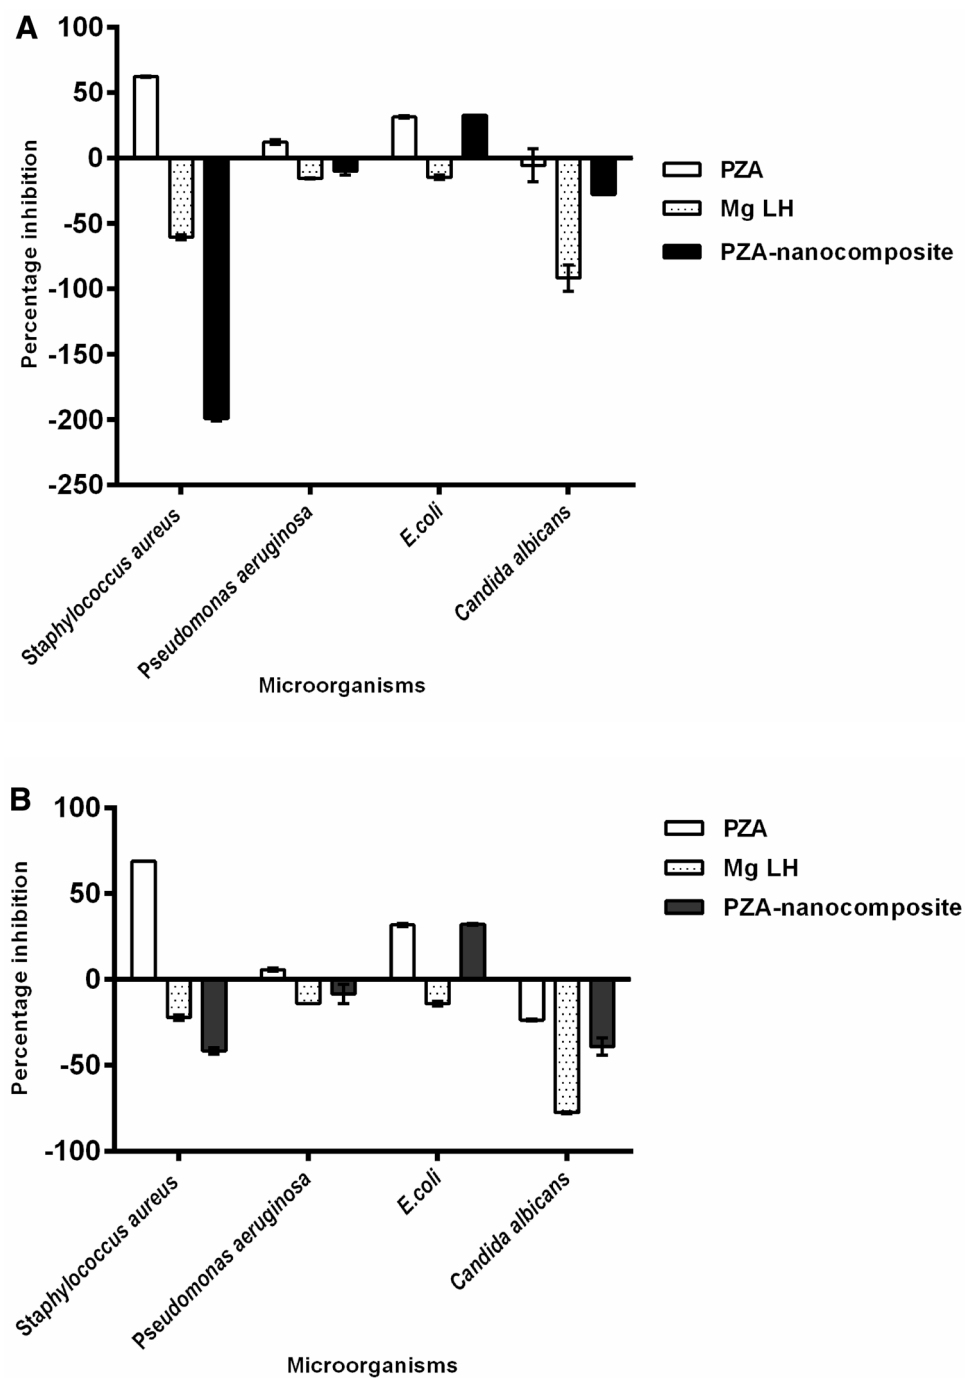 A
100
50
0
-50
-100
-150
-200
-250
Percentage inhibition
Staphylococcus aureus
Pseudomonas aeruginosa
E.coli
Candida albicans
Microorganisms
PZA
Mg LH
PZA-nanocomposite
B
100
50
0
-50
-100
Percentage inhibition
Staphylococcus aureus
Pseudomonas aeruginosa
E.coli
Candida albicans
Microorganisms
PZA
Mg LH
PZA-nanocomposite